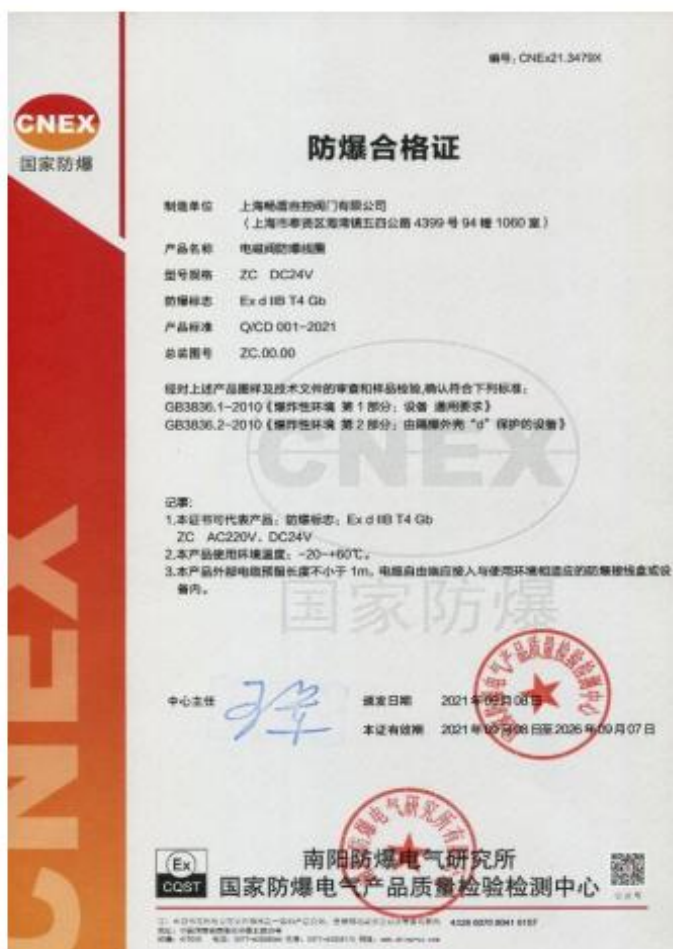 编号: CNEx21.3479X
CNEX
国家防爆
防爆合格证
制造单位 上海畅盾自控阀门有限公司
（上海市奉贤区海湾镇五四公路 4399 号 94 幢 1060 室）
产品名称 电磁阀防爆线圈
型号规格 ZC DC24V
防爆标志 Ex d IIB T4 Gb
产品标准 Q/CD 001-2021
总装图号 ZC.00.00
经对上述产品图样及技术文件的审查和样品检验,确认符合下列标准:
GB3836.1-2010《爆炸性环境 第 1 部分: 设备 通用要求》
GB3836.2-2010《爆炸性环境 第 2 部分: 由隔爆外壳“d”保护的设备》
CNEX
国家防爆
记事:
1.本证书可代表产品: 防爆标志: Ex d IIB T4 Gb
ZC AC220V、DC24V
2.本产品使用环境温度: -20~+60℃。
3.本产品外部电缆预留长度不小于 1m, 电缆自由端应接入与使用环境相适应的防爆接线盒或设
备内。
中心主任
颁发日期 2021 年 09 月 08 日
本证有效期 2021 年 09 月 08 日至 2026 年 09 月 07 日
CNEX
Ex
CQST
南阳防爆电气研究所
国家防爆电气产品质量检验检测中心